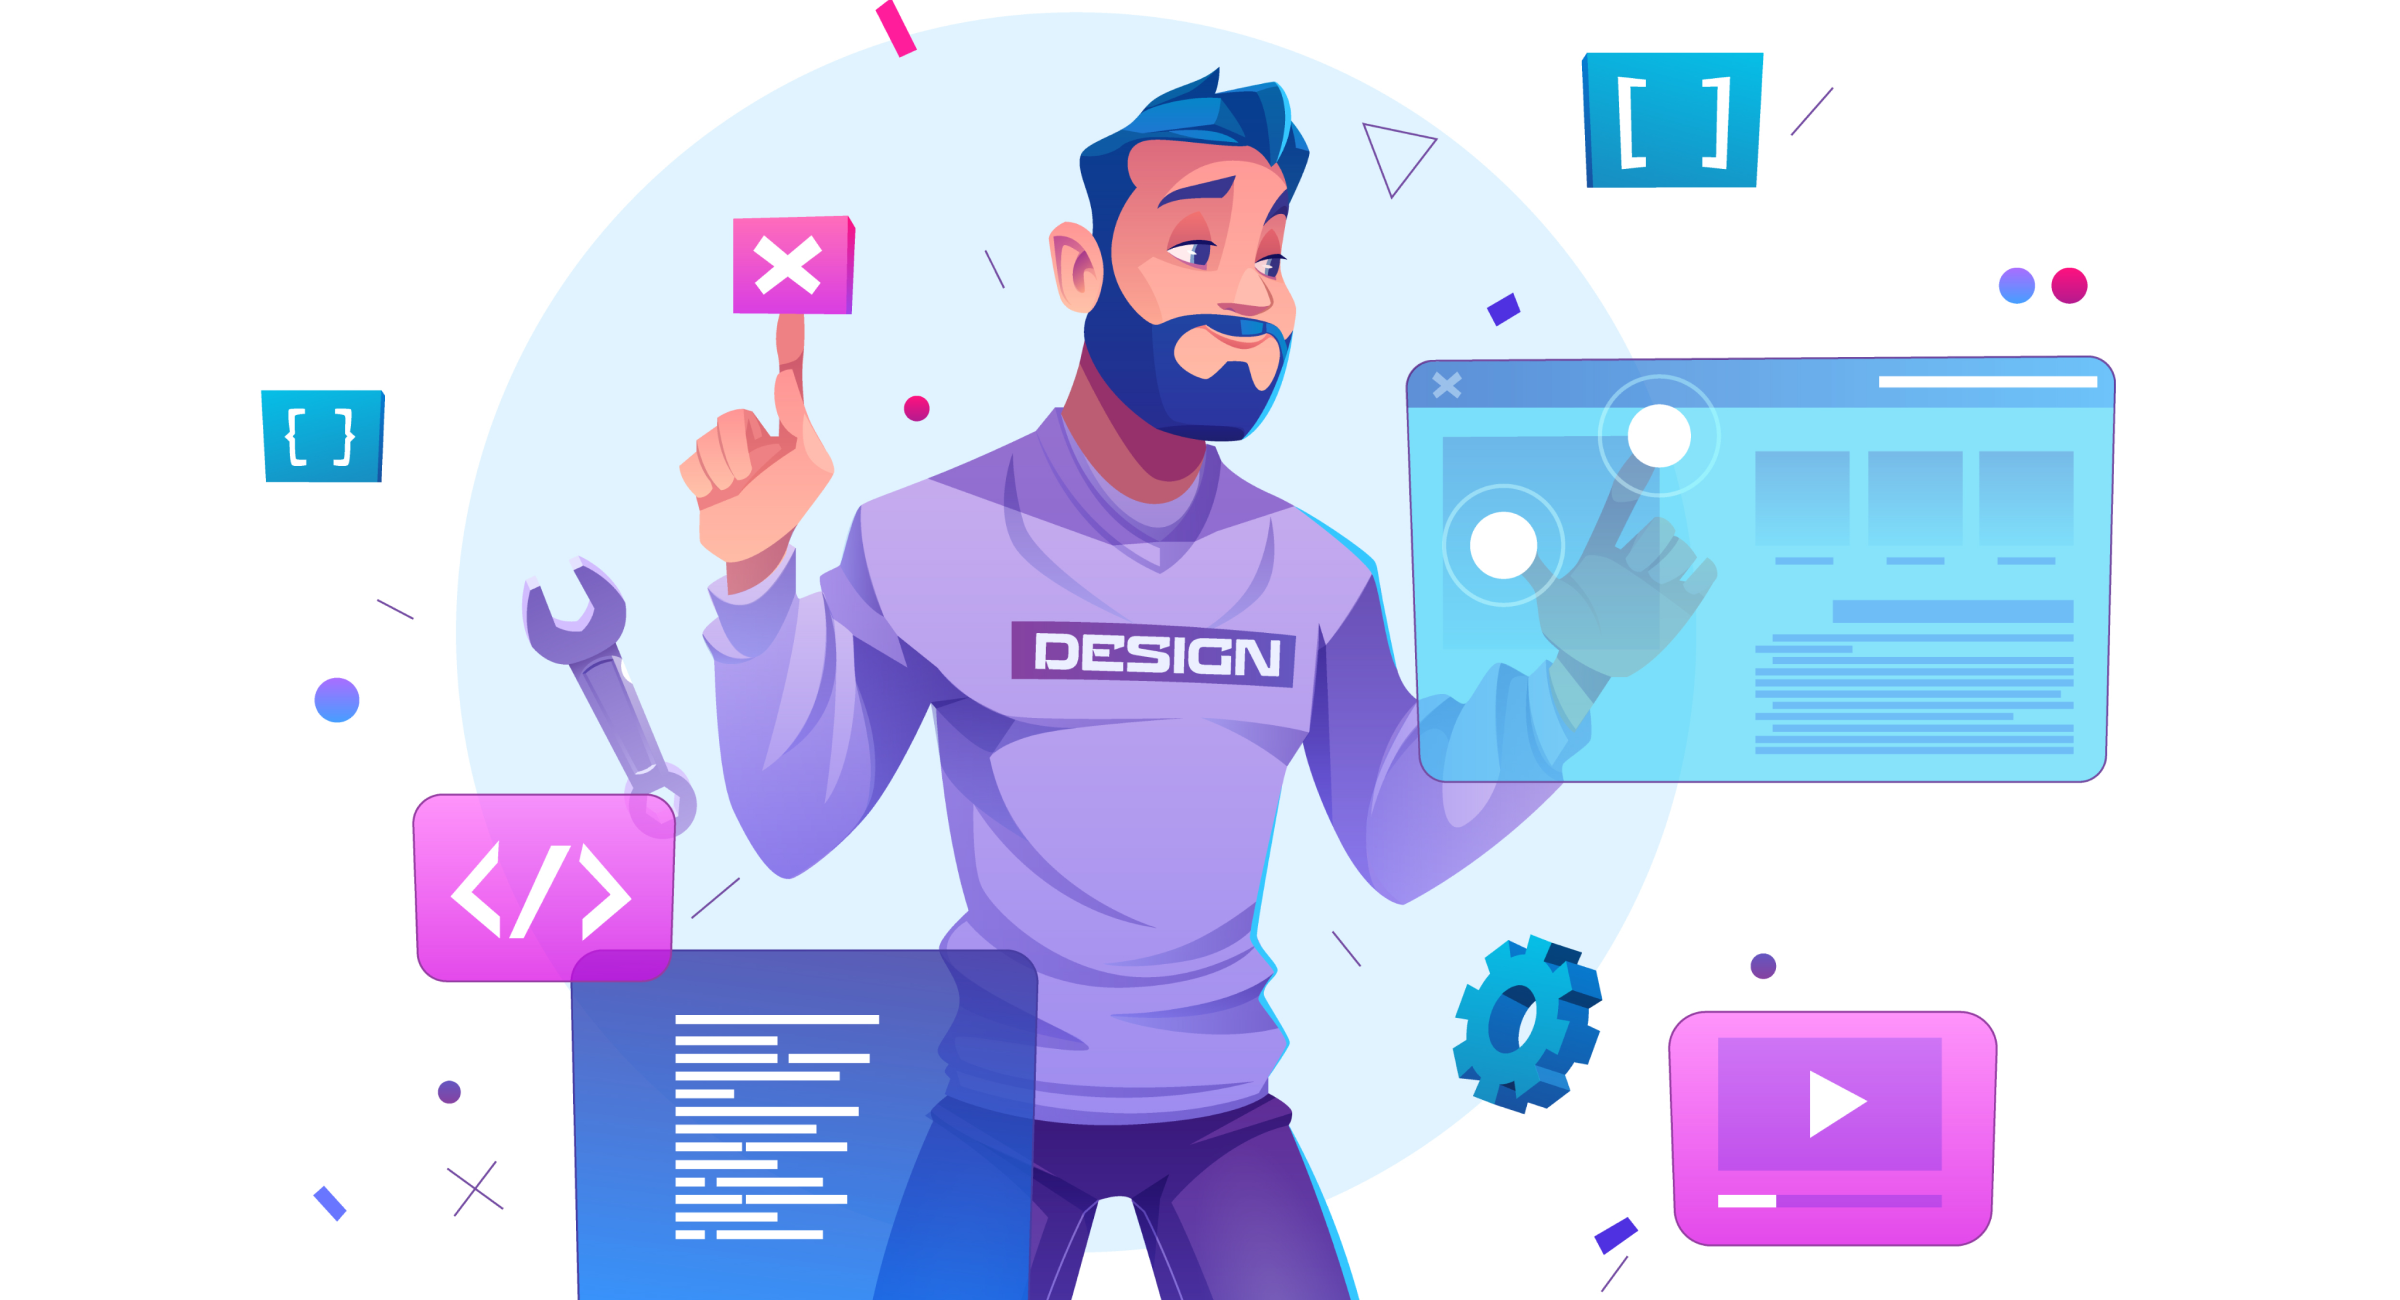 [ ]
{ }
DESIGN
</>